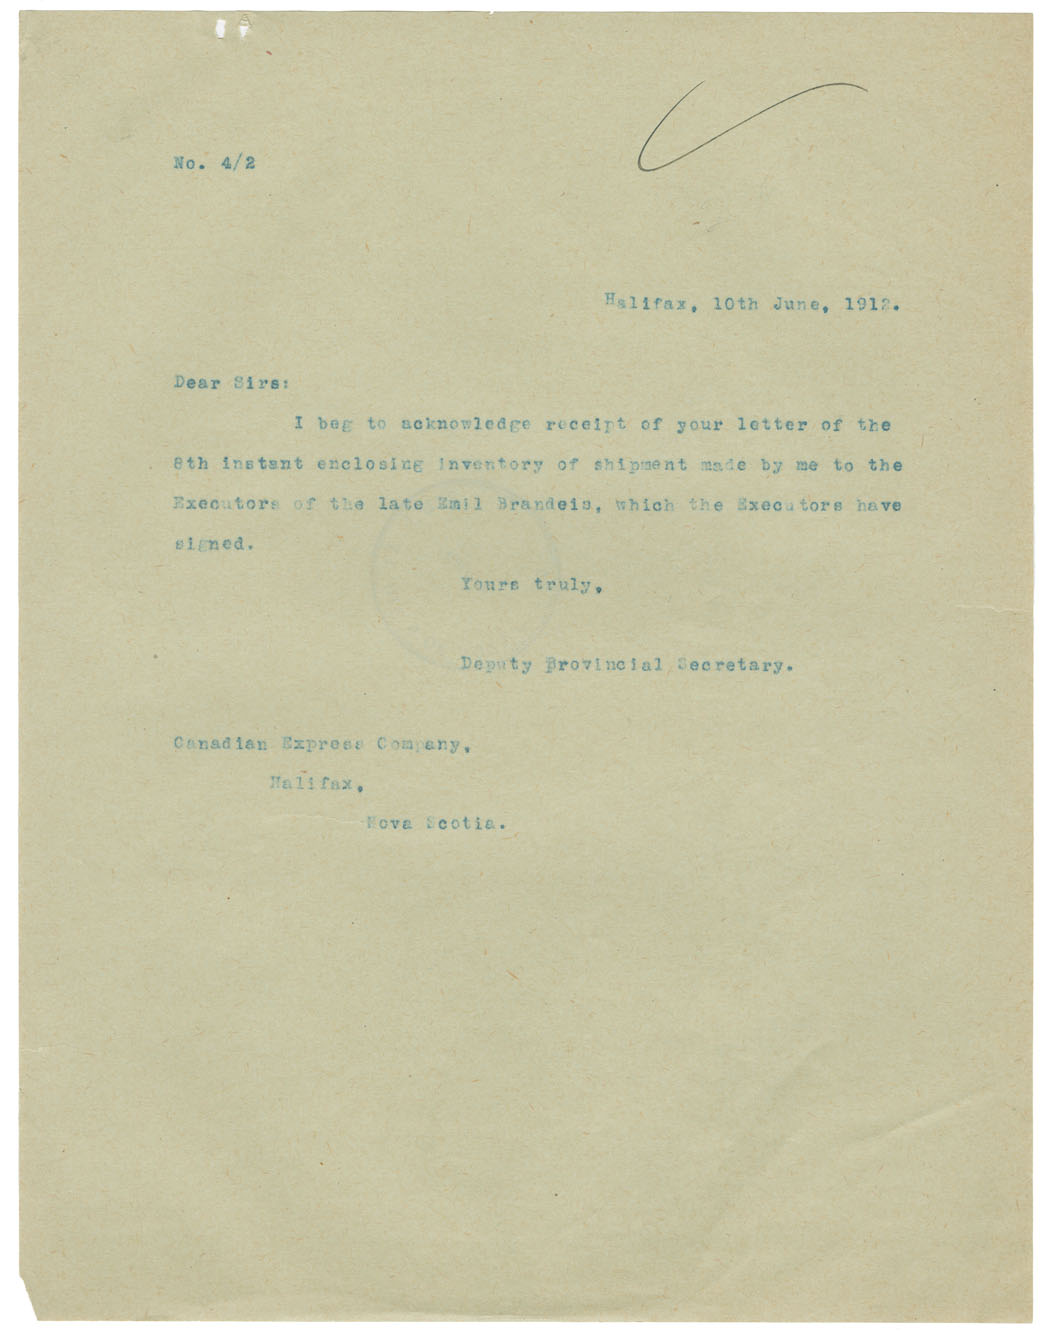 No. 4/2
Halifax, 10th June, 1912.
Dear Sirs:
I beg to acknowledge receipt of your letter of the
8th instant enclosing inventory of shipment made by me to the
Executors of the late Emil Brandeis, which the Executors have
signed.
Yours truly,
Deputy Provincial Secretary.
Canadian Express Company,
Halifax,
Nova Scotia.